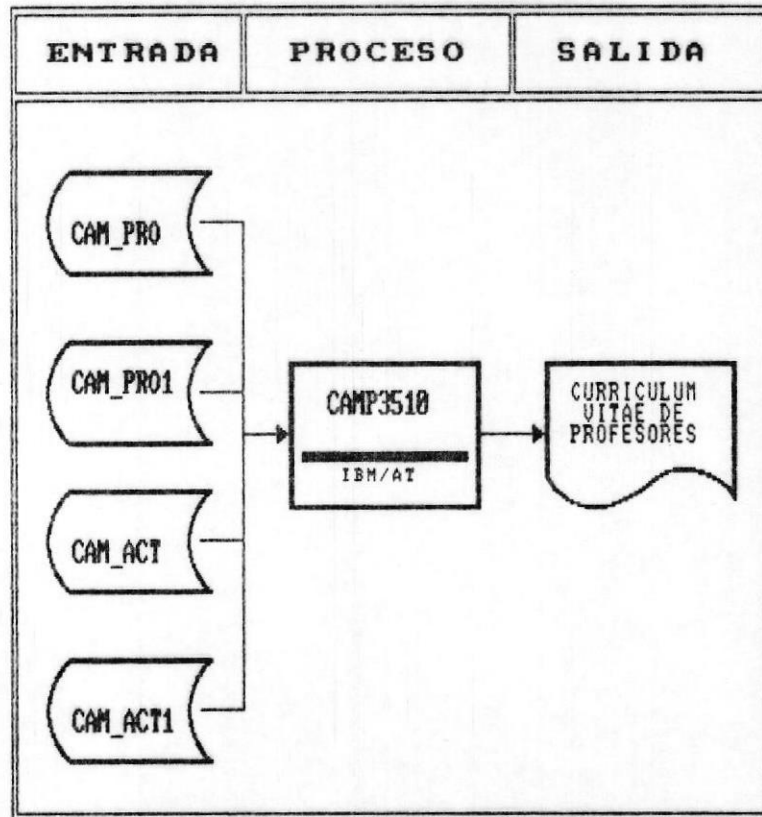 ENTRADA PROCESO SALIDA
CAM_PRO
CAM_PRO1
CAM_ACT
CAM_ACT1
CAMP3510
IBM/AT
CURRICULUM
VITAE DE
PROFESORES